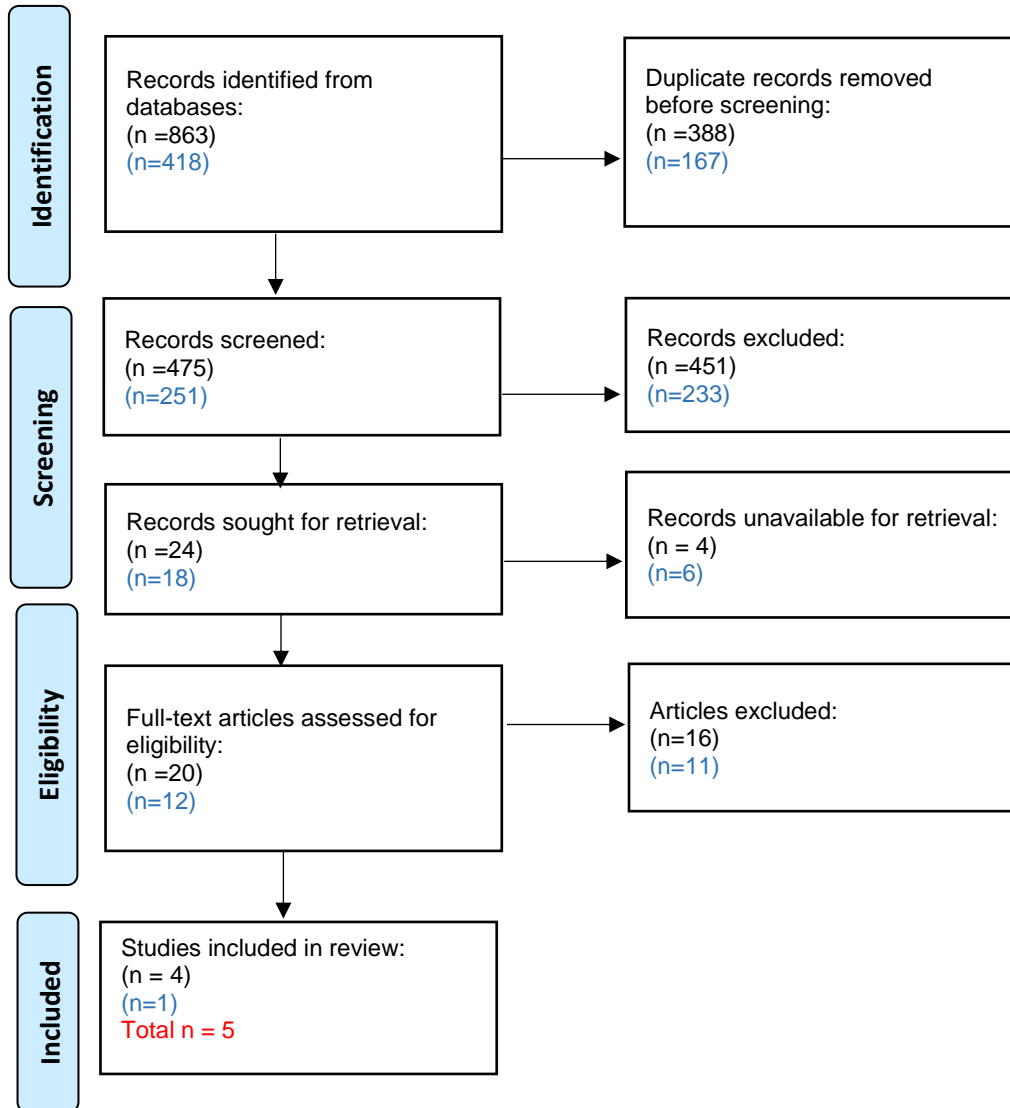 Identification
Records identified from
databases:
(n =863)
(n=418)
Duplicate records removed
before screening:
(n =388)
(n=167)
Screening
Records screened:
(n =475)
(n=251)
Records excluded:
(n =451)
(n=233)
Records sought for retrieval:
(n =24)
(n=18)
Records unavailable for retrieval:
(n = 4)
(n=6)
Eligibility
Full-text articles assessed for
eligibility:
(n =20)
(n=12)
Articles excluded:
(n=16)
(n=11)
Included
Studies included in review:
(n = 4)
(n=1)
Total n = 5